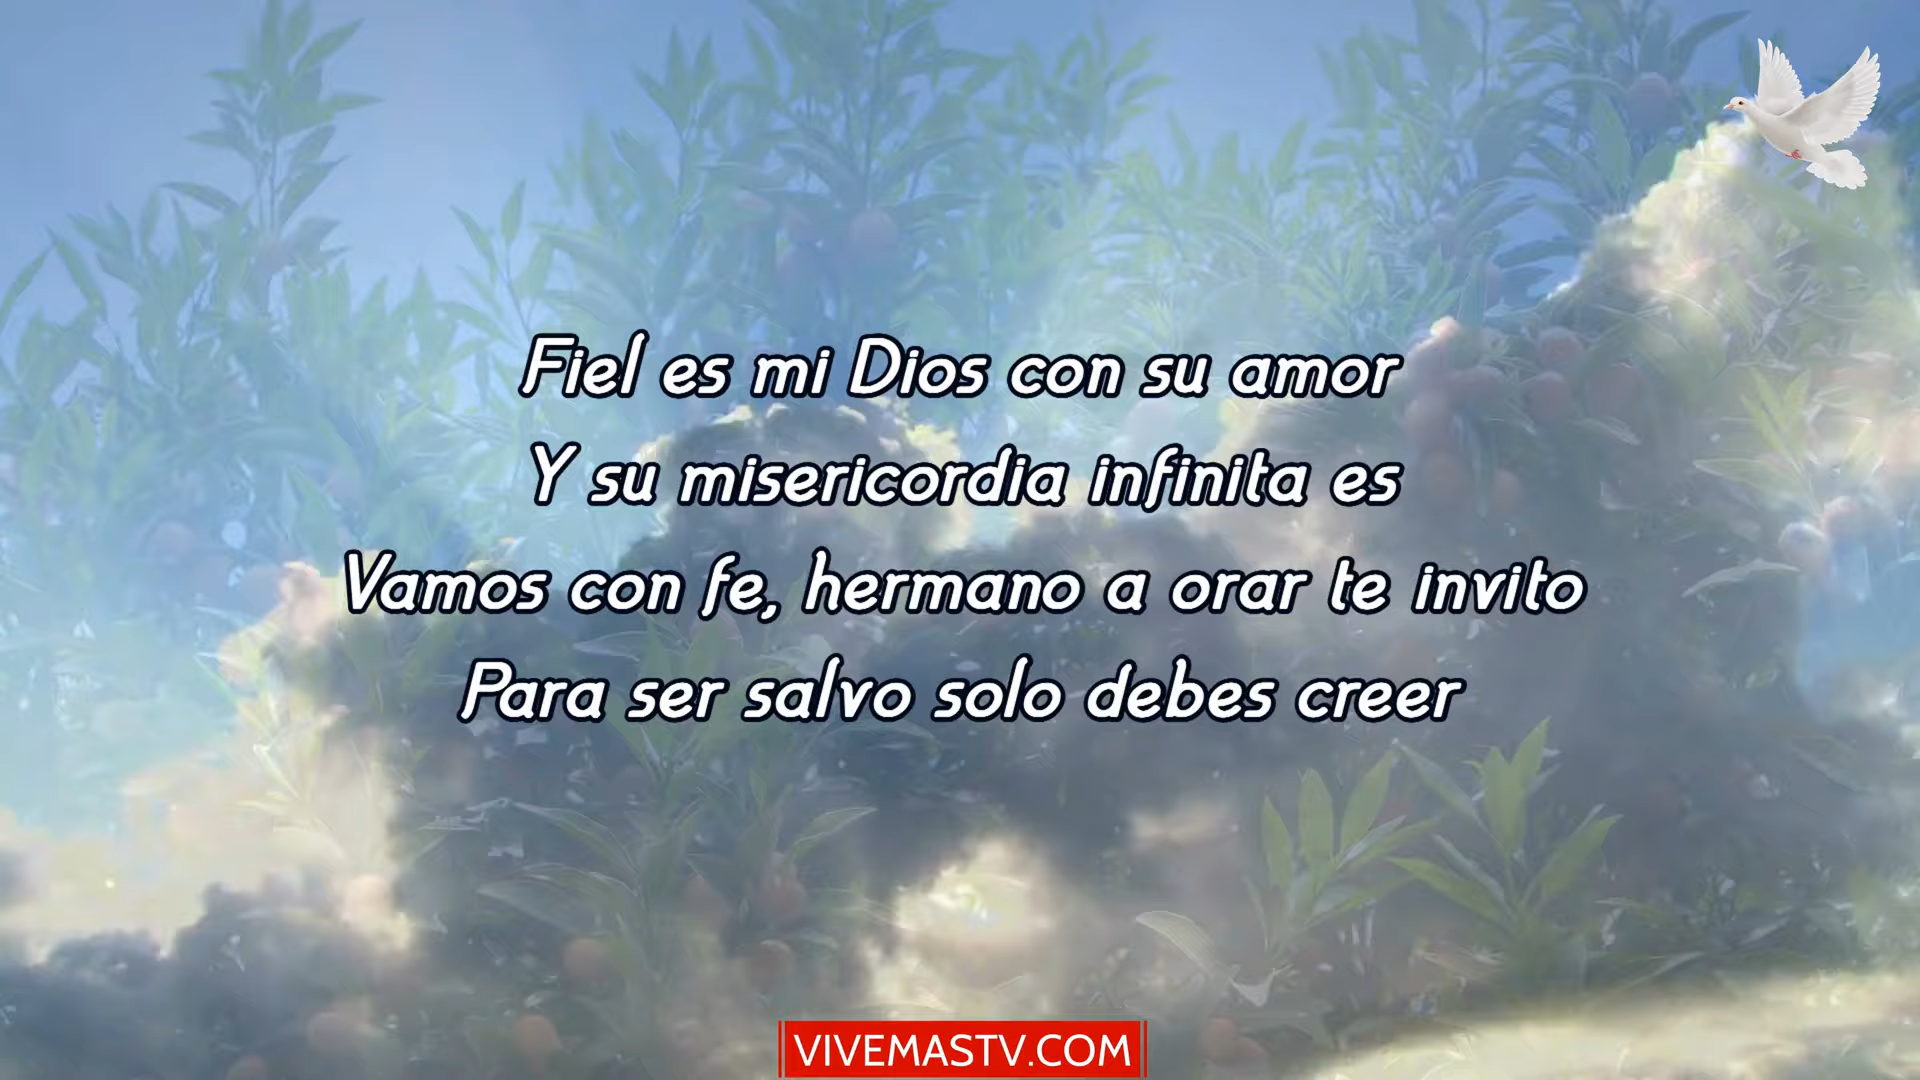 Fiel es mi Dios con su amor
Y su misericordia infinita es
Vamos con fe, hermano a orar te invito
Para ser salvo solo debes creer
VIVEMASTV.COM